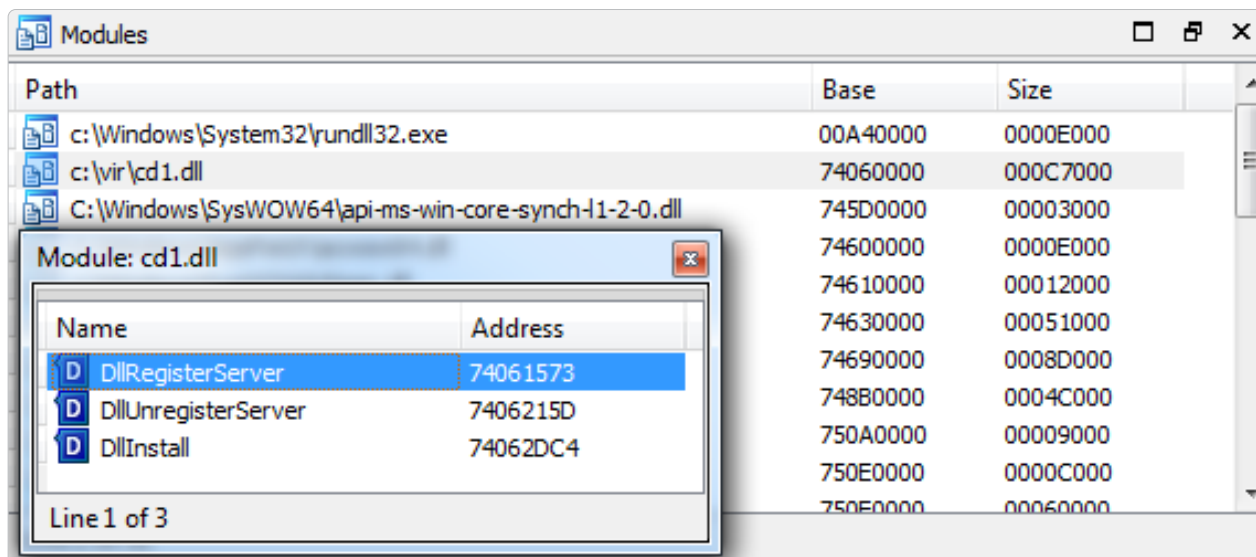 Modules
Path Base Size
c:\Windows\System32\rundll32.exe 00A40000 0000E000
c:\vir\cd1.dll 74060000 000C7000
C:\Windows\SysWOW64\api-ms-win-core-synch-l1-2-0.dll 745D0000 00003000
74600000 0000E000
74610000 00012000
74630000 00051000
74690000 0008D000
748B0000 0004C000
750A0000 00009000
750E0000 0000C000
750F0000 00060000
Module: cd1.dll
Name Address
DllRegisterServer 74061573
DllUnregisterServer 7406215D
DllInstall 74062DC4
Line 1 of 3